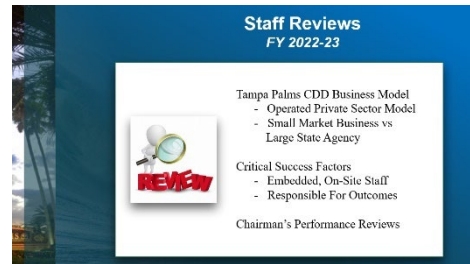 Staff Reviews
FY 2022-23
Tampa Palms CDD Business Model
- Operated Private Sector Model
- Small Market Business vs
Large State Agency
REVIEW
Critical Success Factors
- Embedded, On-Site Staff
- Responsible For Outcomes
Chairman's Performance Reviews